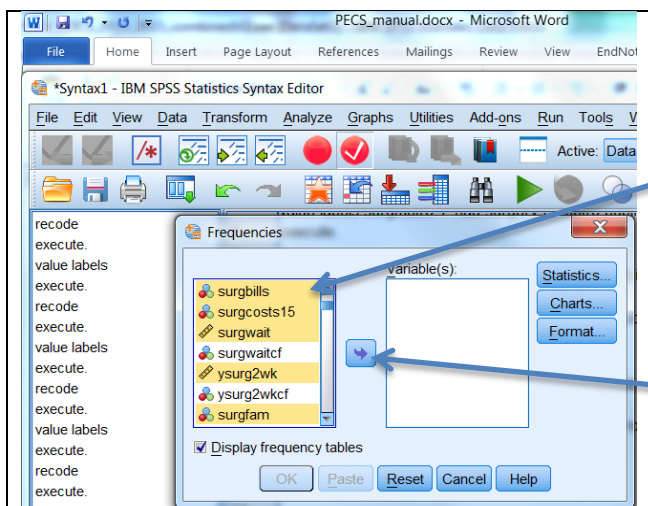 PECS_manual.docx - Microsoft Word
File Home Insert Page Layout References Mailings Review View EndNot
*Syntax1 - IBM SPSS Statistics Syntax Editor
File Edit View Data Transform Analyze Graphs Utilities Add-ons Run Tools W
Active: Data
recode
execute.
value labels
execute.
recode
execute.
value labels
execute.
recode
execute.
value labels
execute.
recode
execute.
Frequencies
surgbills
surgcosts15
surgwait
surgwaitcf
ysurg2wk
ysurg2wkcf
surgfam
Variable(s):
Statistics...
Charts...
Format...
Display frequency tables
OK Paste Reset Cancel Help